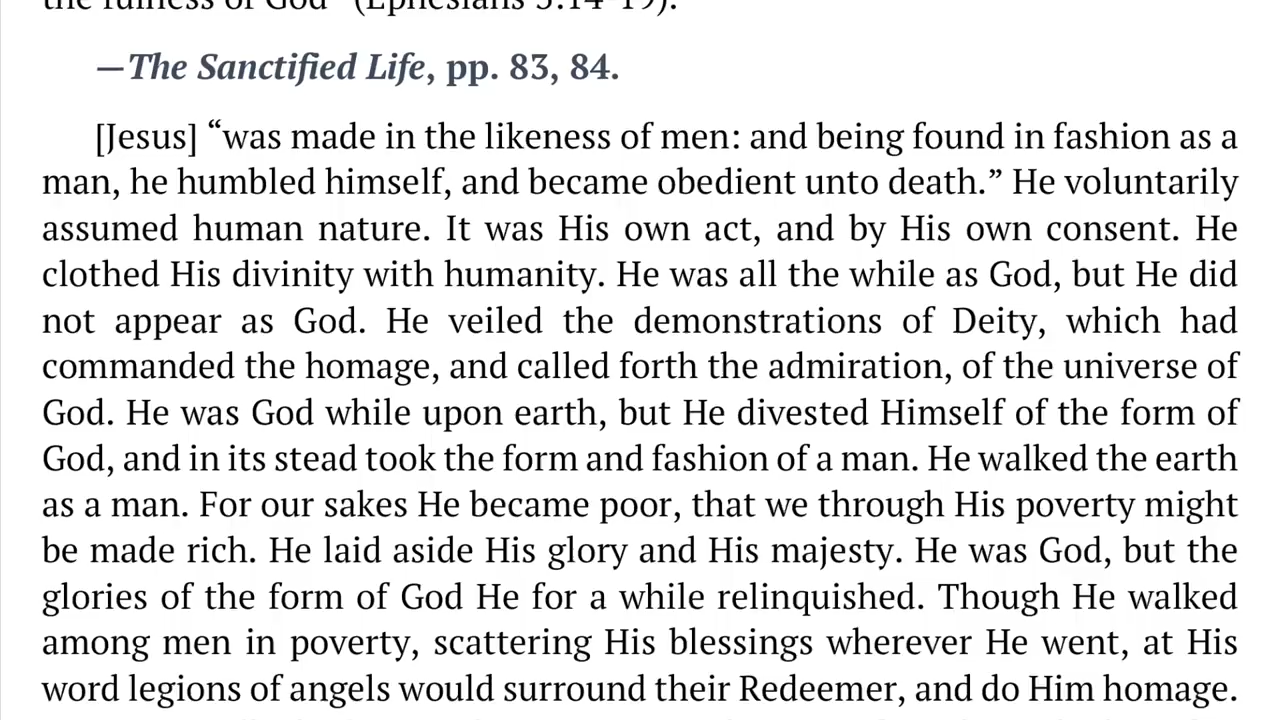 the fulness of God” (Ephesians 3:14-19).
—The Sanctified Life, pp. 83, 84.
[Jesus] “was made in the likeness of men: and being found in fashion as a
man, he humbled himself, and became obedient unto death.” He voluntarily
assumed human nature. It was His own act, and by His own consent. He
clothed His divinity with humanity. He was all the while as God, but He did
not appear as God. He veiled the demonstrations of Deity, which had
commanded the homage, and called forth the admiration, of the universe of
God. He was God while upon earth, but He divested Himself of the form of
God, and in its stead took the form and fashion of a man. He walked the earth
as a man. For our sakes He became poor, that we through His poverty might
be made rich. He laid aside His glory and His majesty. He was God, but the
glories of the form of God He for a while relinquished. Though He walked
among men in poverty, scattering His blessings wherever He went, at His
word legions of angels would surround their Redeemer, and do Him homage.